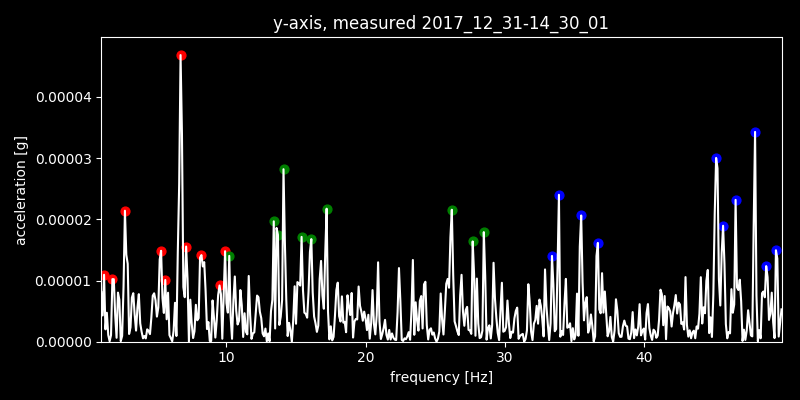 y-axis, measured 2017_12_31-14_30_01
acceleration [g]
0.00004
0.00003
0.00002
0.00001
0.00000
10 20 30 40
frequency [Hz]